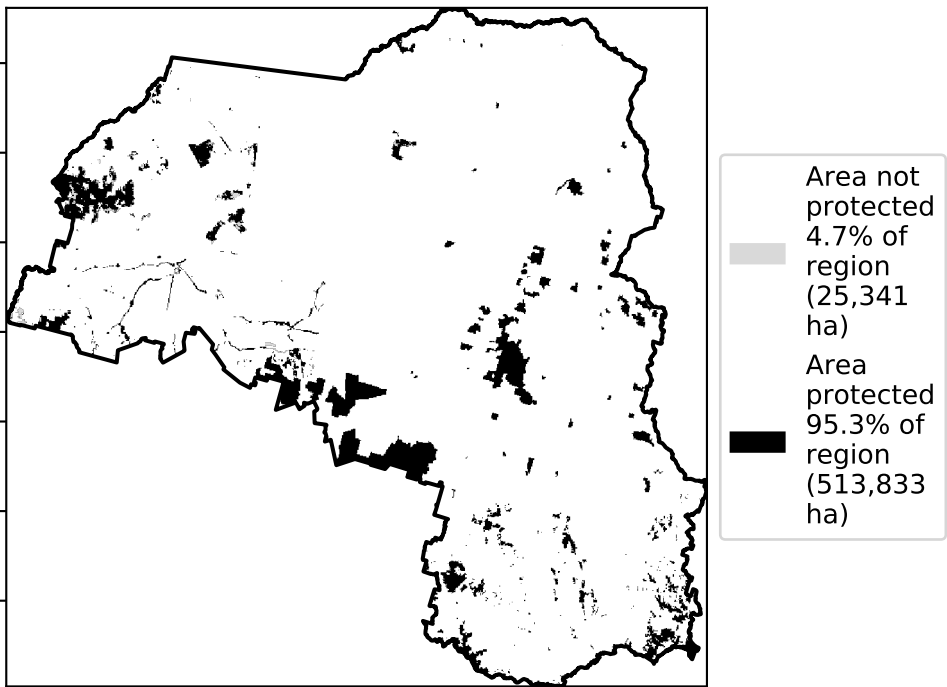 Area not
protected
4.7% of
region
(25,341
ha)
Area
protected
95.3% of
region
(513,833
ha)